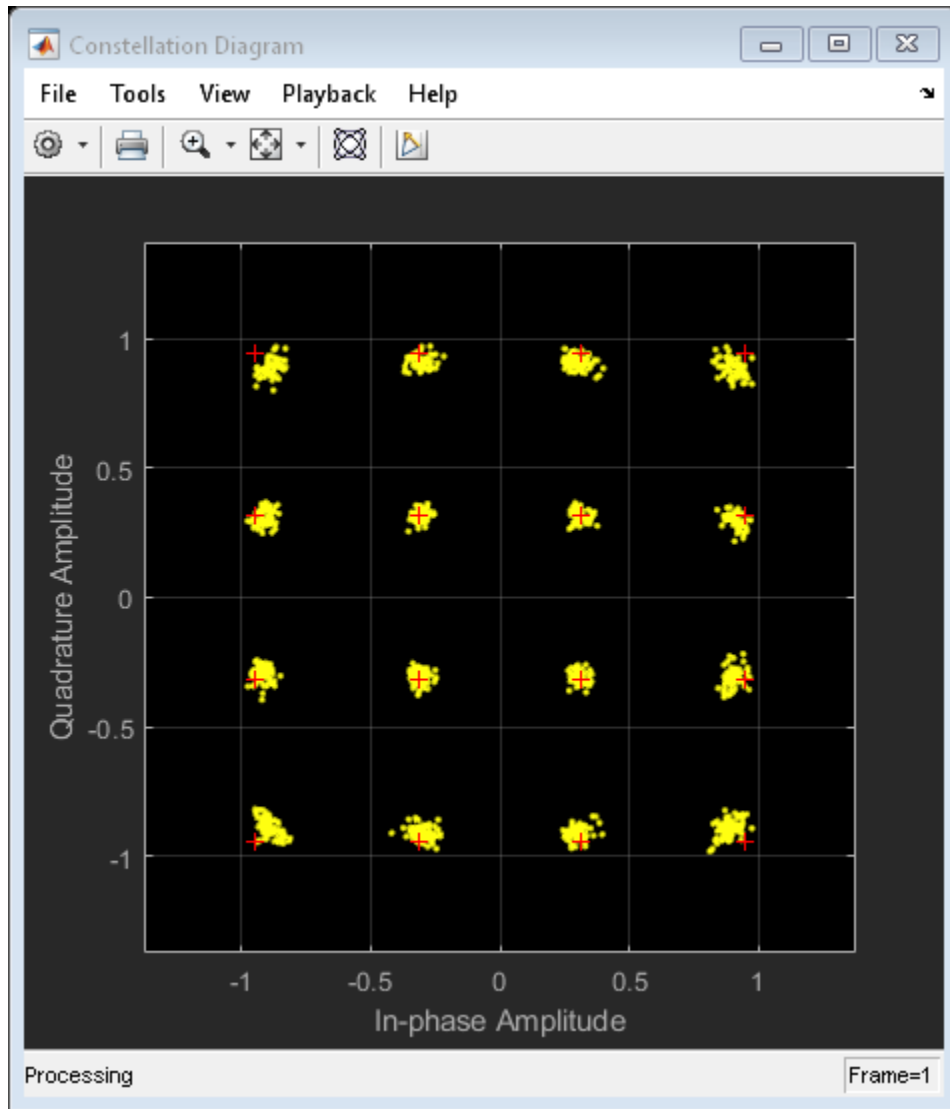 Constellation Diagram
File Tools View Playback Help
1
0.5
0
-0.5
-1
Quadrature Amplitude
-1 -0.5 0 0.5 1
In-phase Amplitude
Processing Frame=1